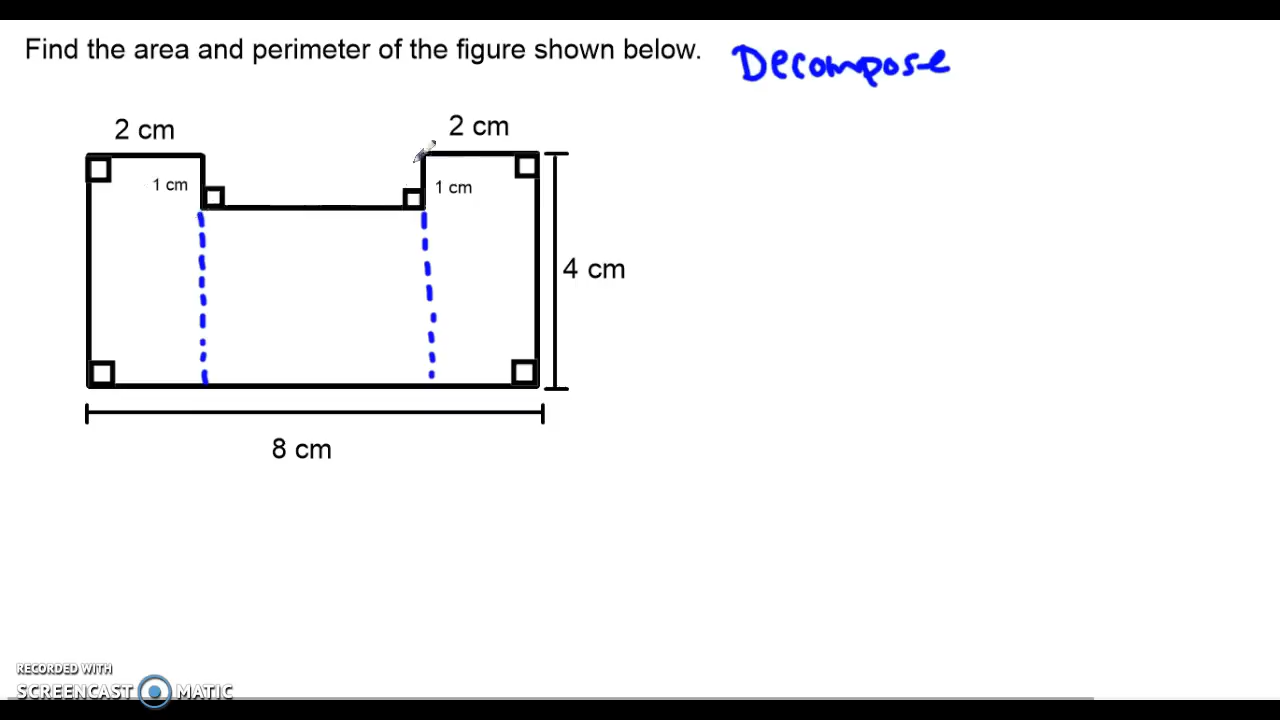 Find the area and perimeter of the figure shown below. Decompose
2 cm 2 cm
1 cm 1 cm
4 cm
8 cm
RECORDED WITH
SCREENCAST MATIC